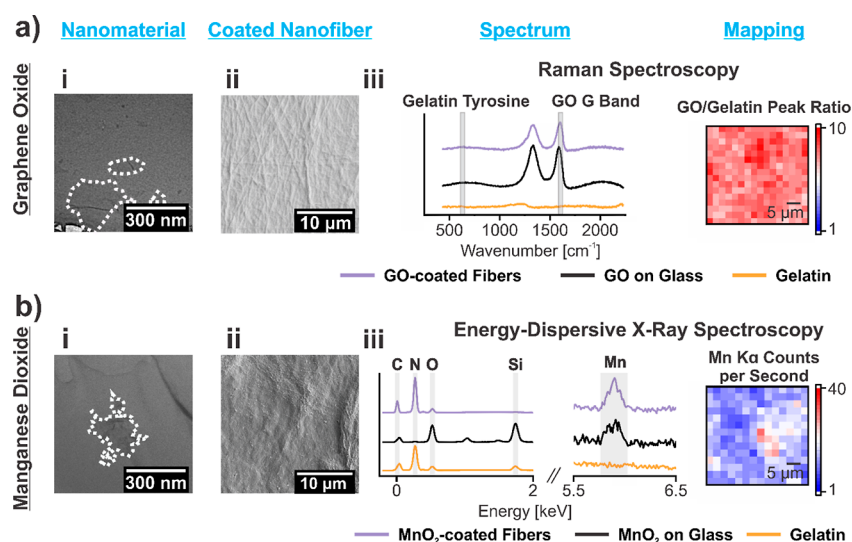 a)
Nanomaterial
Coated Nanofiber
Spectrum
Mapping
Graphene Oxide
i
ii
iii
Raman Spectroscopy
Gelatin Tyrosine
GO G Band
GO/Gelatin Peak Ratio
10
1
5 µm
300 nm
10 µm
500 1000 1500 2000
Wavenumber [cm⁻¹]
GO-coated Fibers
GO on Glass
Gelatin
b)
Manganese Dioxide
i
ii
iii
Energy-Dispersive X-Ray Spectroscopy
C N O Si Mn
Mn Kα Counts
per Second
40
1
5 µm
300 nm
10 µm
0 2 // 5.5 6.5
Energy [keV]
MnO₂-coated Fibers
MnO₂ on Glass
Gelatin